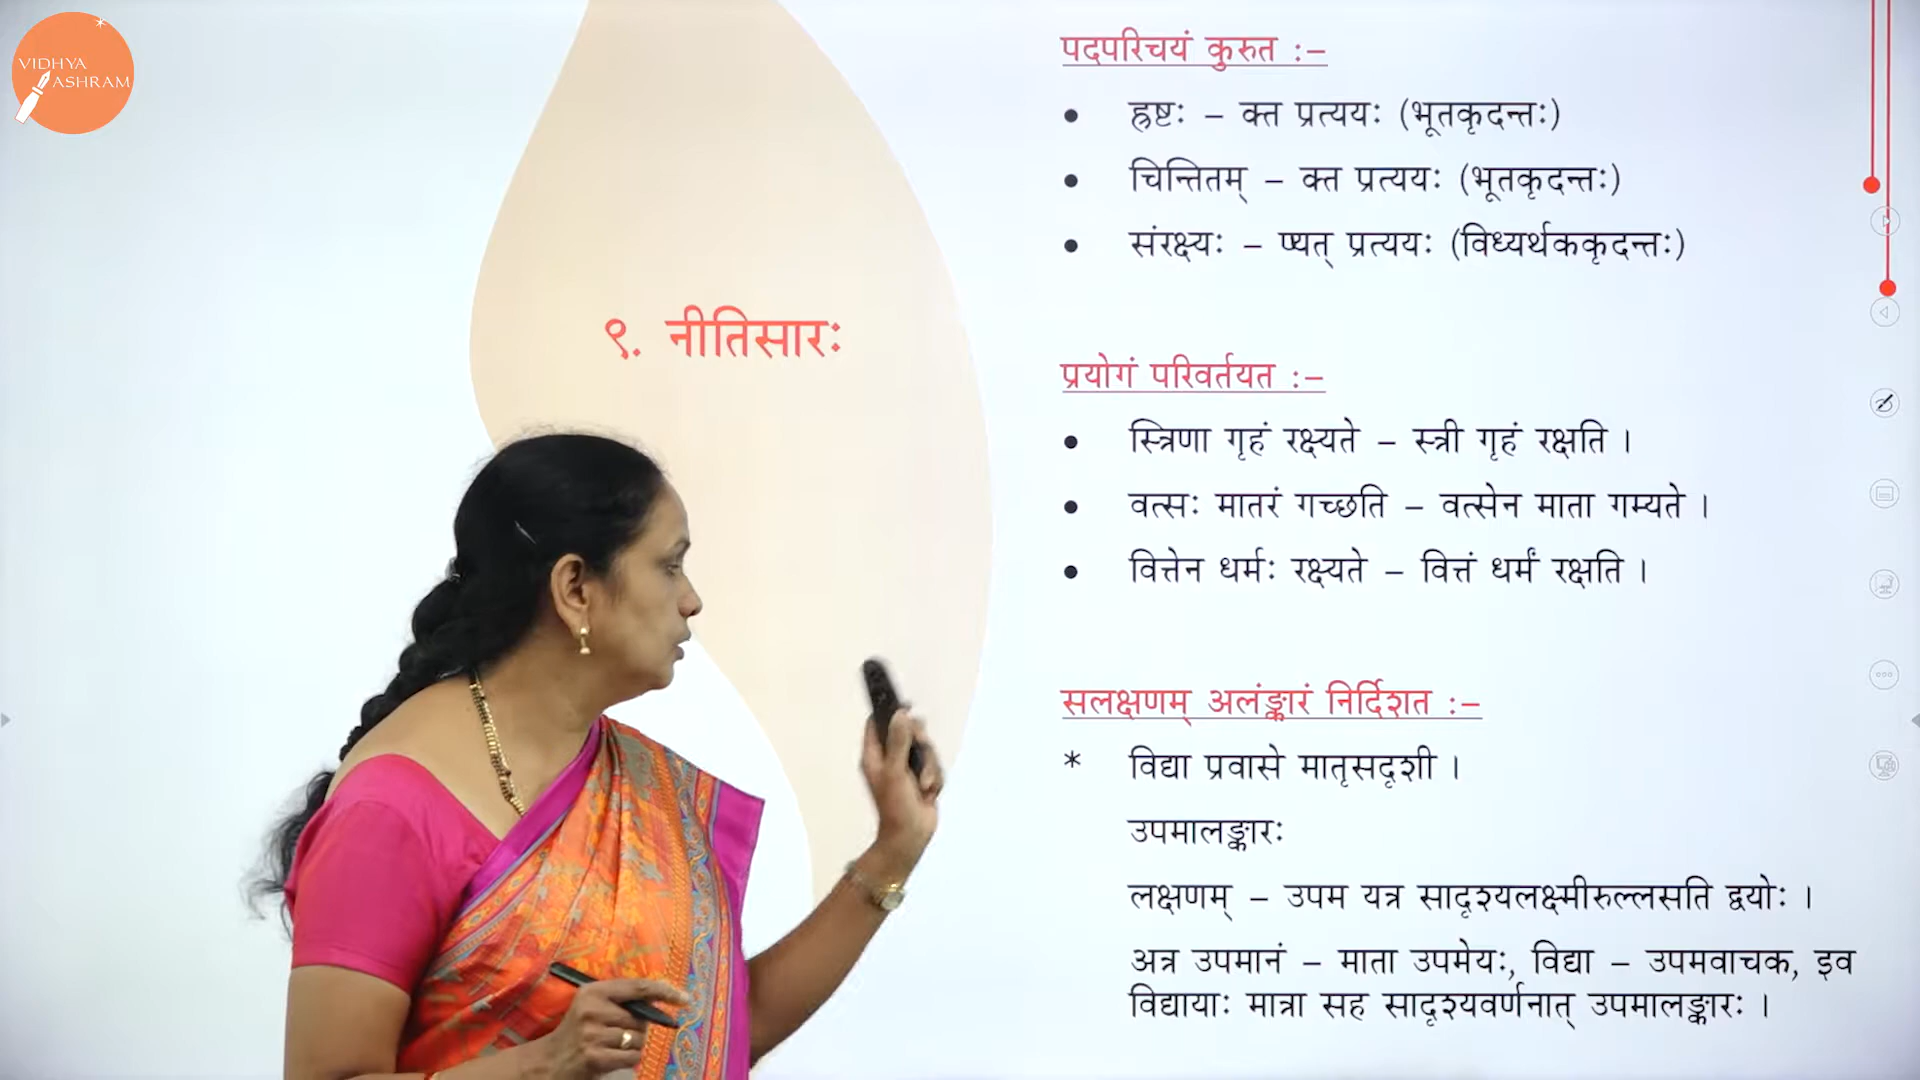 VIDHYA
ASHRAM
९. नीतिसारः
पदपरिचयं कुरुत :–
• ह्रष्टः – क्त प्रत्ययः (भूतकृदन्तः)
• चिन्तितम् – क्त प्रत्ययः (भूतकृदन्तः)
• संरक्ष्यः – ण्यत् प्रत्ययः (विध्यर्थककृदन्तः)
प्रयोगं परिवर्तयत :–
• स्त्रिणा गृहं रक्ष्यते – स्त्री गृहं रक्षति ।
• वत्सः मातरं गच्छति – वत्सेन माता गम्यते ।
• वित्तेन धर्मः रक्ष्यते – वित्तं धर्मं रक्षति ।
सलक्षणम् अलंङ्कारं निर्दिशत :–
* विद्या प्रवासे मातृसदृशी ।
उपमालङ्कारः
लक्षणम् – उपम यत्र सादृश्यलक्ष्मीरुल्लसति द्वयोः ।
अत्र उपमानं – माता उपमेयः, विद्या – उपमवाचक, इव
विद्यायाः मात्रा सह सादृश्यवर्णनात् उपमालङ्कारः ।